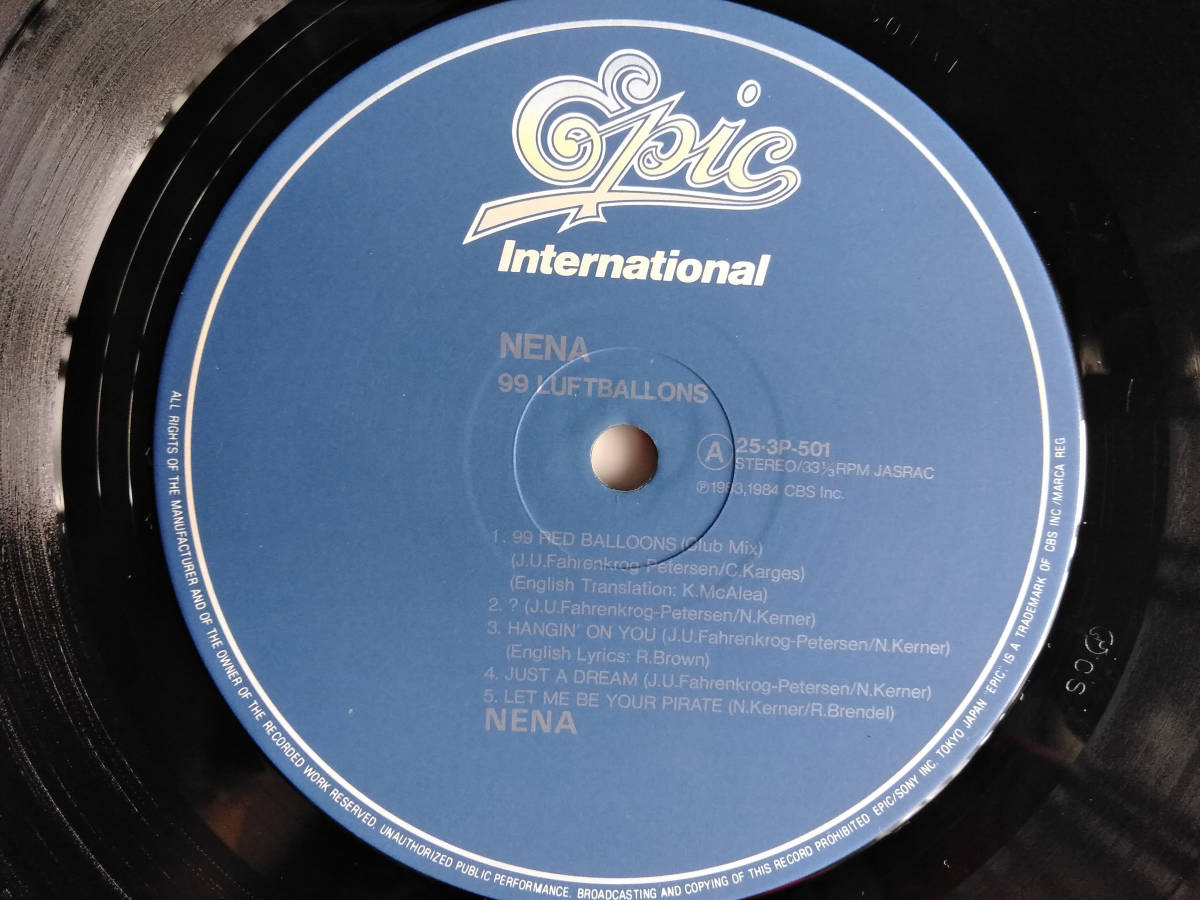 Epic
International
NENA
99 LUFTBALLONS
A
25·3P-501
STEREO/33⅓RPM JASRAC
Ⓟ1983,1984 CBS Inc.
1. 99 RED BALLOONS (Club Mix)
(J.U.Fahrenkrog-Petersen/C.Karges)
(English Translation: K.McAlea)
2. ? (J.U.Fahrenkrog-Petersen/N.Kerner)
3. HANGIN' ON YOU (J.U.Fahrenkrog-Petersen/N.Kerner)
(English Lyrics: R.Brown)
4. JUST A DREAM (J.U.Fahrenkrog-Petersen/N.Kerner)
5. LET ME BE YOUR PIRATE (N.Kerner/R.Brendel)
NENA
ALL RIGHTS OF THE MANUFACTURER AND OF THE OWNER OF THE RECORDED WORK RESERVED. UNAUTHORIZED PUBLIC PERFORMANCE. BROADCASTING AND COPYING OF THIS RECORD PROHIBITED EPIC/SONY INC. TOKYO JAPAN "EPIC" IS A TRADEMARK OF CBS INC./MARCA REG